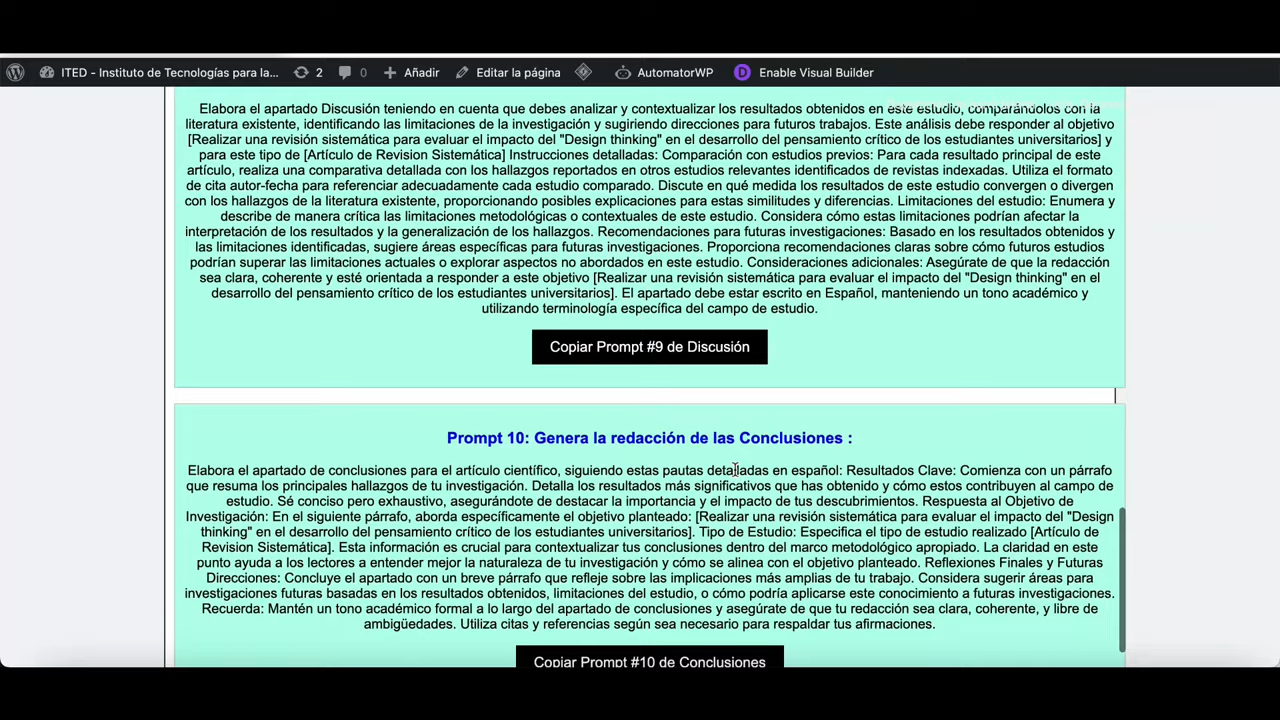 ITED - Instituto de Tecnologías para la... 2 0 Añadir Editar la página AutomatorWP D Enable Visual Builder
Elabora el apartado Discusión teniendo en cuenta que debes analizar y contextualizar los resultados obtenidos en este estudio, comparándolos con la
literatura existente, identificando las limitaciones de la investigación y sugiriendo direcciones para futuros trabajos. Este análisis debe responder al objetivo
[Realizar una revisión sistemática para evaluar el impacto del "Design thinking" en el desarrollo del pensamiento crítico de los estudiantes universitarios] y
para este tipo de [Artículo de Revision Sistemática] Instrucciones detalladas: Comparación con estudios previos: Para cada resultado principal de este
artículo, realiza una comparativa detallada con los hallazgos reportados en otros estudios relevantes identificados de revistas indexadas. Utiliza el formato
de cita autor-fecha para referenciar adecuadamente cada estudio comparado. Discute en qué medida los resultados de este estudio convergen o divergen
con los hallazgos de la literatura existente, proporcionando posibles explicaciones para estas similitudes y diferencias. Limitaciones del estudio: Enumera y
describe de manera crítica las limitaciones metodológicas o contextuales de este estudio. Considera cómo estas limitaciones podrían afectar la
interpretación de los resultados y la generalización de los hallazgos. Recomendaciones para futuras investigaciones: Basado en los resultados obtenidos y
las limitaciones identificadas, sugiere áreas específicas para futuras investigaciones. Proporciona recomendaciones claras sobre cómo futuros estudios
podrían superar las limitaciones actuales o explorar aspectos no abordados en este estudio. Consideraciones adicionales: Asegúrate de que la redacción
sea clara, coherente y esté orientada a responder a este objetivo [Realizar una revisión sistemática para evaluar el impacto del "Design thinking" en el
desarrollo del pensamiento crítico de los estudiantes universitarios]. El apartado debe estar escrito en Español, manteniendo un tono académico y
utilizando terminología específica del campo de estudio.
Copiar Prompt #9 de Discusión
Prompt 10: Genera la redacción de las Conclusiones :
Elabora el apartado de conclusiones para el artículo científico, siguiendo estas pautas detalladas en español: Resultados Clave: Comienza con un párrafo
que resuma los principales hallazgos de tu investigación. Detalla los resultados más significativos que has obtenido y cómo estos contribuyen al campo de
estudio. Sé conciso pero exhaustivo, asegurándote de destacar la importancia y el impacto de tus descubrimientos. Respuesta al Objetivo de
Investigación: En el siguiente párrafo, aborda específicamente el objetivo planteado: [Realizar una revisión sistemática para evaluar el impacto del "Design
thinking" en el desarrollo del pensamiento crítico de los estudiantes universitarios]. Tipo de Estudio: Especifica el tipo de estudio realizado [Artículo de
Revision Sistemática]. Esta información es crucial para contextualizar tus conclusiones dentro del marco metodológico apropiado. La claridad en este
punto ayuda a los lectores a entender mejor la naturaleza de tu investigación y cómo se alinea con el objetivo planteado. Reflexiones Finales y Futuras
Direcciones: Concluye el apartado con un breve párrafo que refleje sobre las implicaciones más amplias de tu trabajo. Considera sugerir áreas para
investigaciones futuras basadas en los resultados obtenidos, limitaciones del estudio, o cómo podría aplicarse este conocimiento a futuras investigaciones.
Recuerda: Mantén un tono académico formal a lo largo del apartado de conclusiones y asegúrate de que tu redacción sea clara, coherente, y libre de
ambigüedades. Utiliza citas y referencias según sea necesario para respaldar tus afirmaciones.
Copiar Prompt #10 de Conclusiones